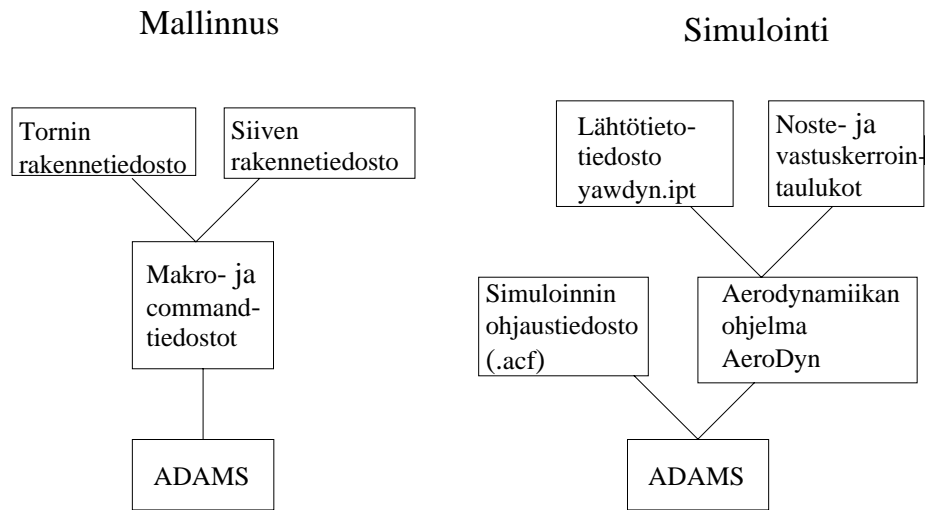 Mallinnus
Tornin
rakennetiedosto
Siiven
rakennetiedosto
Makro- ja
command-
tiedostot
ADAMS
Simulointi
Lähtötieto-
tiedosto
yawdyn.ipt
Noste- ja
vastuskerroin-
taulukot
Simuloinnin
ohjaustiedosto
(.acf)
Aerodynamiikan
ohjelma
AeroDyn
ADAMS